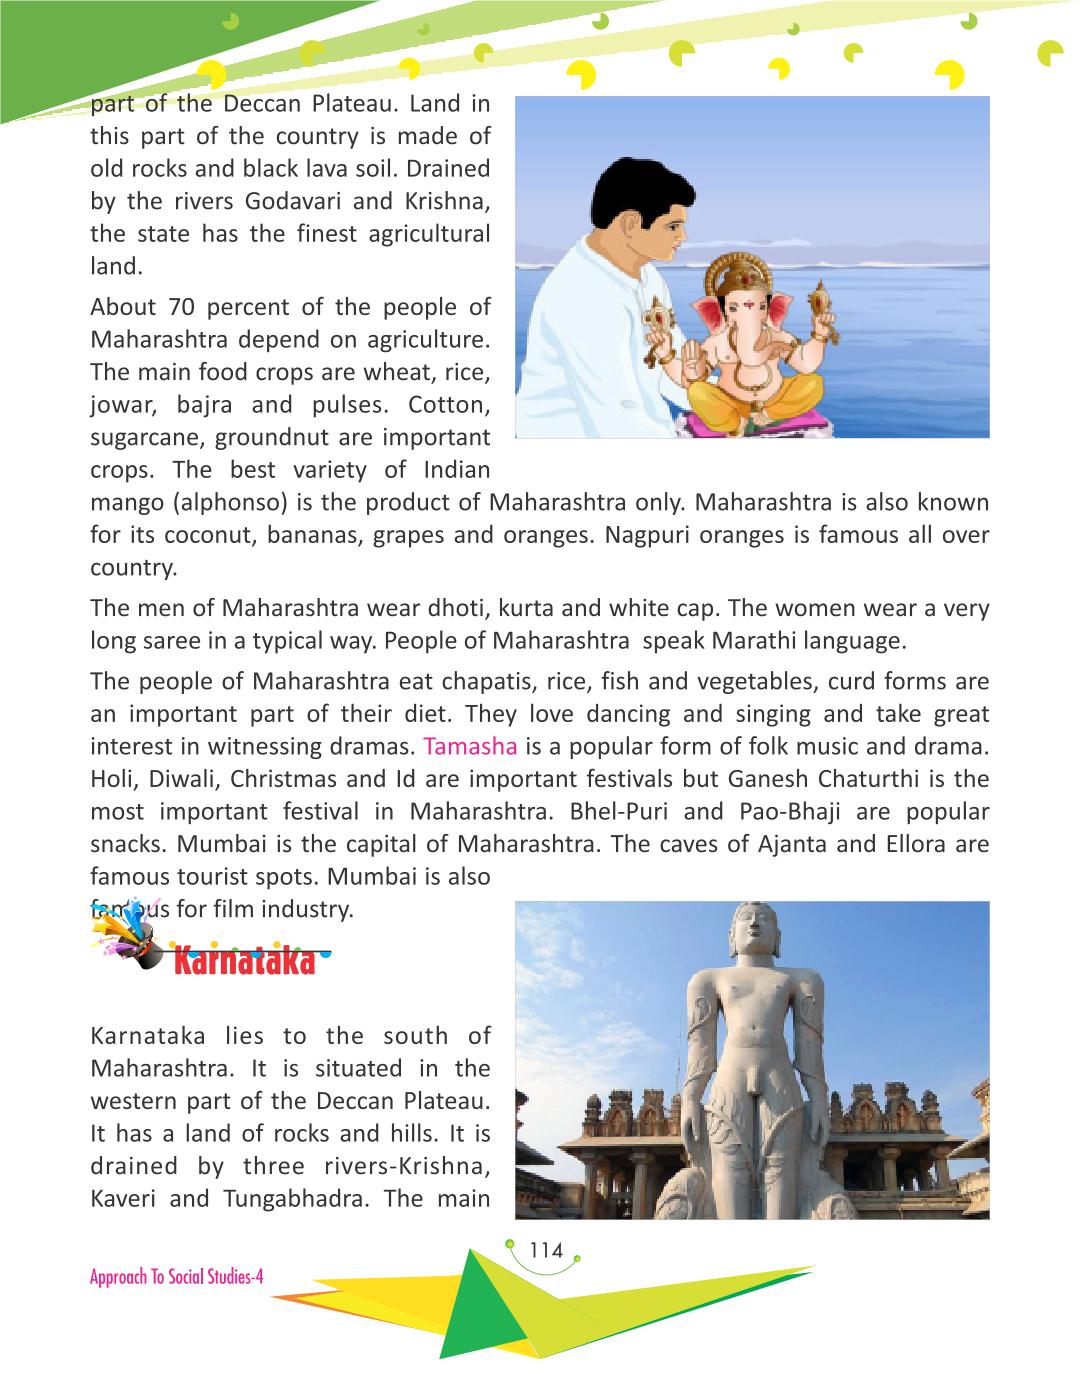 part of the Deccan Plateau. Land in
this part of the country is made of
old rocks and black lava soil. Drained
by the rivers Godavari and Krishna,
the state has the finest agricultural
land.
About 70 percent of the people of
Maharashtra depend on agriculture.
The main food crops are wheat, rice,
jowar, bajra and pulses. Cotton,
sugarcane, groundnut are important
crops. The best variety of Indian
mango (alphonso) is the product of Maharashtra only. Maharashtra is also known
for its coconut, bananas, grapes and oranges. Nagpuri oranges is famous all over
country.
The men of Maharashtra wear dhoti, kurta and white cap. The women wear a very
long saree in a typical way. People of Maharashtra speak Marathi language.
The people of Maharashtra eat chapatis, rice, fish and vegetables, curd forms are
an important part of their diet. They love dancing and singing and take great
interest in witnessing dramas. Tamasha is a popular form of folk music and drama.
Holi, Diwali, Christmas and Id are important festivals but Ganesh Chaturthi is the
most important festival in Maharashtra. Bhel-Puri and Pao-Bhaji are popular
snacks. Mumbai is the capital of Maharashtra. The caves of Ajanta and Ellora are
famous tourist spots. Mumbai is also
famous for film industry.
Karnataka
Karnataka lies to the south of
Maharashtra. It is situated in the
western part of the Deccan Plateau.
It has a land of rocks and hills. It is
drained by three rivers-Krishna,
Kaveri and Tungabhadra. The main
114
Approach To Social Studies-4